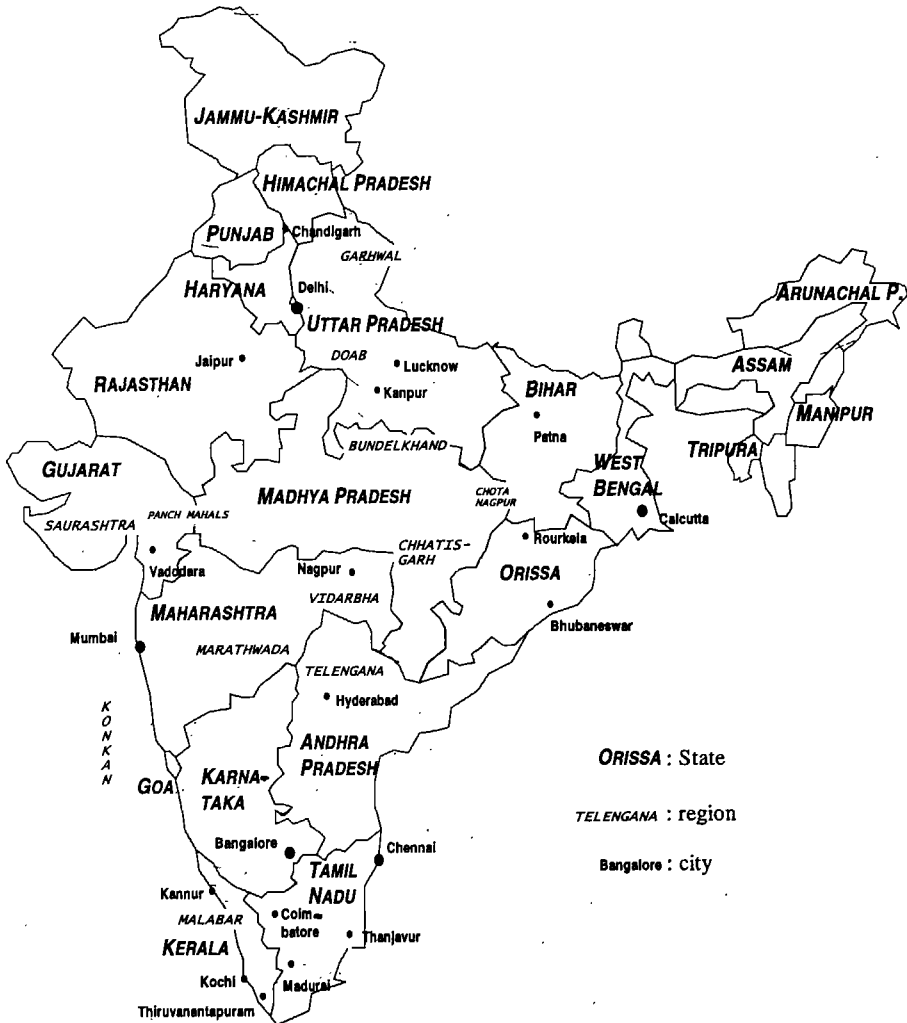 JAMMU-KASHMIR
HIMACHAL PRADESH
PUNJAB
Chandigarh
GARHWAL
HARYANA
Delhi
ARUNACHAL P.
UTTAR PRADESH
DOAB
Jaipur
Lucknow
ASSAM
RAJASTHAN
Kanpur
BIHAR
MANIPUR
Patna
BUNDELKHAND
TRIPURA
GUJARAT
WEST
BENGAL
MADHYA PRADESH
CHOTA
NAGPUR
SAURASHTRA
PANCH MAHALS
Calcutta
Rourkela
CHHATIS-
GARH
Vadodara
Nagpur
ORISSA
VIDARBHA
MAHARASHTRA
Bhubaneswar
Mumbai
MARATHWADA
TELENGANA
Hyderabad
KONKAN
ANDHRA
PRADESH
ORISSA : State
GOA
KARNA-
TAKA
TELENGANA : region
Bangalore
Chennai
Bangalore : city
TAMIL
NADU
Kannur
MALABAR
Coim-
batore
Thanjavur
KERALA
Kochi
Madurai
Thiruvanantapuram